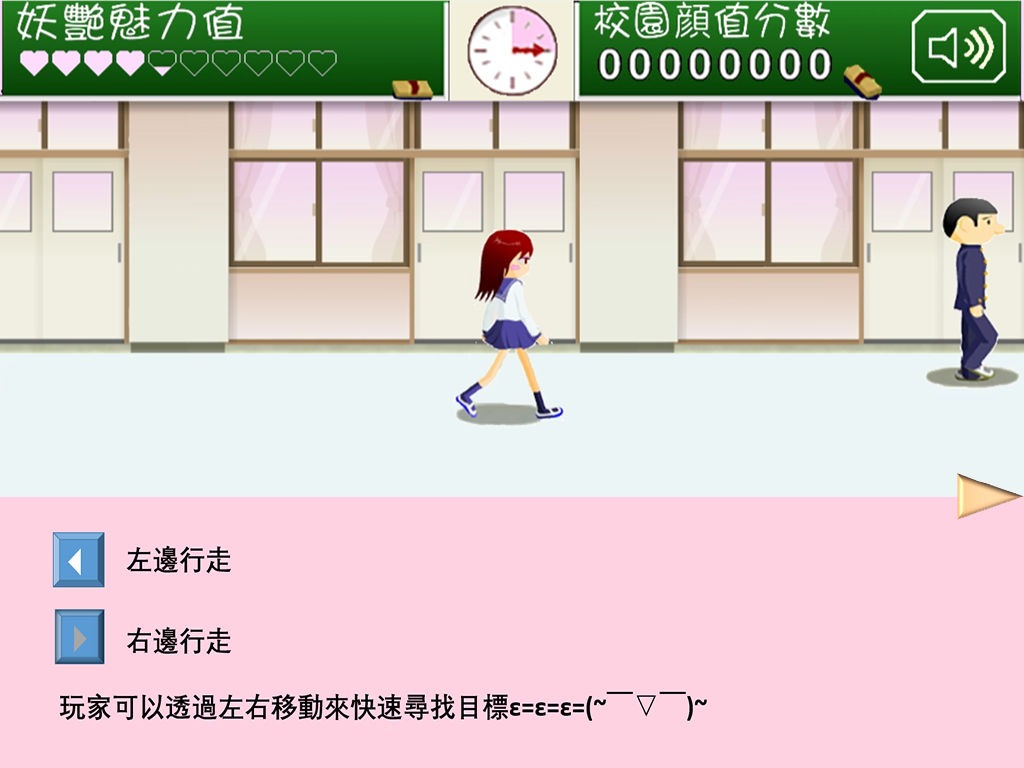 妖艷魅力值
校園顏值分數
00000000
左邊行走
右邊行走
玩家可以透過左右移動來快速尋找目標ε=ε=ε=(~￣▽￣)~